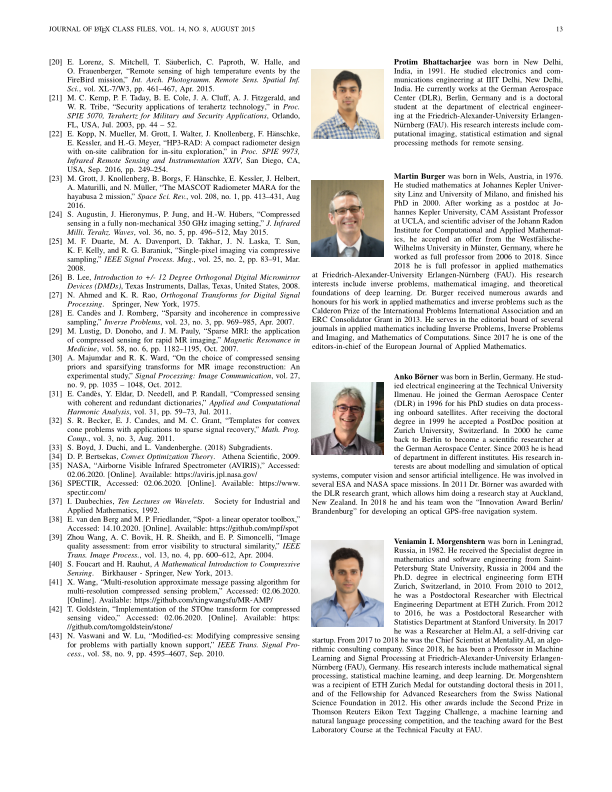 JOURNAL OF LATEX CLASS FILES, VOL. 14, NO. 8, AUGUST 2015
13
[20] E. Lorenz, S. Mitchell, T. Säuberlich, C. Paproth, W. Halle, and
O. Frauenberger, “Remote sensing of high temperature events by the
FireBird mission,” Int. Arch. Photogramm. Remote Sens. Spatial Inf.
Sci., vol. XL-7/W3, pp. 461–467, Apr. 2015.
[21] M. C. Kemp, P. F. Taday, B. E. Cole, J. A. Cluff, A. J. Fitzgerald, and
W. R. Tribe, “Security applications of terahertz technology,” in Proc.
SPIE 5070, Terahertz for Military and Security Applications, Orlando,
FL, USA, Jul. 2003, pp. 44 – 52.
[22] E. Kopp, N. Mueller, M. Grott, I. Walter, J. Knollenberg, F. Hänschke,
E. Kessler, and H.-G. Meyer, “HP3-RAD: A compact radiometer design
with on-site calibration for in-situ exploration,” in Proc. SPIE 9973,
Infrared Remote Sensing and Instrumentation XXIV, San Diego, CA,
USA, Sep. 2016, pp. 249–254.
[23] M. Grott, J. Knollenberg, B. Borgs, F. Hänschke, E. Kessler, J. Helbert,
A. Maturilli, and N. Müller, “The MASCOT Radiometer MARA for the
hayabusa 2 mission,” Space Sci. Rev., vol. 208, no. 1, pp. 413–431, Aug
2016.
[24] S. Augustin, J. Hieronymus, P. Jung, and H.-W. Hubers, “Compressed
sensing in a fully non-mechanical 350 GHz imaging setting,” J. Infrared
Milli. Terahz. Waves, vol. 36, no. 5, pp. 496–512, May 2015.
[25] M. F. Duarte, M. A. Davenport, D. Takhar, J. N. Laska, T. Sun,
K. F. Kelly, and R. G. Baraniuk, “Single-pixel imaging via compressive
sampling,” IEEE Signal Process. Mag., vol. 25, no. 2, pp. 83–91, Mar.
2008.
[26] B. Lee, Introduction to +/- 12 Degree Orthogonal Digital Micromirror
Devices (DMDs), Texas Instruments, Dallas, Texas, United States, 2008.
[27] N. Ahmed and K. R. Rao, Orthogonal Transforms for Digital Signal
Processing. Springer, New York, 1975.
[28] E. Candès and J. Romberg, “Sparsity and incoherence in compressive
sampling,” Inverse Problems, vol. 23, no. 3, pp. 969–985, Apr. 2007.
[29] M. Lustig, D. Donoho, and J. M. Pauly, “Sparse MRI: the application
of compressed sensing for rapid MR imaging,” Magnetic Resonance in
Medicine, vol. 58, no. 6, pp. 1182–1195, Oct. 2007.
[30] A. Majumdar and R. K. Ward, “On the choice of compressed sensing
priors and sparsifying transforms for MR image reconstruction: An
experimental study,” Signal Processing: Image Communication, vol. 27,
no. 9, pp. 1035 – 1048, Oct. 2012.
[31] E. Candès, Y. Eldar, D. Needell, and P. Randall, “Compressed sensing
with coherent and redundant dictionaries,” Applied and Computational
Harmonic Analysis, vol. 31, pp. 59–73, Jul. 2011.
[32] S. R. Becker, E. J. Candes, and M. C. Grant, “Templates for convex
cone problems with applications to sparse signal recovery,” Math. Prog.
Comp., vol. 3, no. 3, Aug. 2011.
[33] S. Boyd, J. Duchi, and L. Vandenberghe. (2018) Subgradients.
[34] D. P. Bertsekas, Convex Optimization Theory. Athena Scientific, 2009.
[35] NASA, “Airborne Visible Infrared Spectrometer (AVIRIS),” Accessed:
02.06.2020. [Online]. Available: https://aviris.jpl.nasa.gov/
[36] SPECTIR, Accessed: 02.06.2020. [Online]. Available: https://www.
spectir.com/
[37] I. Daubechies, Ten Lectures on Wavelets. Society for Industrial and
Applied Mathematics, 1992.
[38] E. van den Berg and M. P. Friedlander, “Spot- a linear operator toolbox,”
Accessed: 14.10.2020. [Online]. Available: https://github.com/mpf/spot
[39] Zhou Wang, A. C. Bovik, H. R. Sheikh, and E. P. Simoncelli, “Image
quality assessment: from error visibility to structural similarity,” IEEE
Trans. Image Process., vol. 13, no. 4, pp. 600–612, Apr. 2004.
[40] S. Foucart and H. Rauhut, A Mathematical Introduction to Compressive
Sensing. Birkhauser - Springer, New York, 2013.
[41] X. Wang, “Multi-resolution approximate message passing algorithm for
multi-resolution compressed sensing problem,” Accessed: 02.06.2020.
[Online]. Available: https://github.com/xingwangsfu/MR-AMP/
[42] T. Goldstein, “Implementation of the STOne transform for compressed
sensing video,” Accessed: 02.06.2020. [Online]. Available: https:
//github.com/tomgoldstein/stone/
[43] N. Vaswani and W. Lu, “Modified-cs: Modifying compressive sensing
for problems with partially known support,” IEEE Trans. Signal Pro-
cess., vol. 58, no. 9, pp. 4595–4607, Sep. 2010.
Protim Bhattacharjee was born in New Delhi,
India, in 1991. He studied electronics and com-
munications engineering at IIIT Delhi, New Delhi,
India. He currently works at the German Aerospace
Center (DLR), Berlin, Germany and is a doctoral
student at the department of electrical engineer-
ing at the Friedrich-Alexander-University Erlangen-
Nürnberg (FAU). His research interests include com-
putational imaging, statistical estimation and signal
processing methods for remote sensing.
Martin Burger was born in Wels, Austria, in 1976.
He studied mathematics at Johannes Kepler Univer-
sity Linz and University of Milano, and finished his
PhD in 2000. After working as a postdoc at Jo-
hannes Kepler University, CAM Assistant Professor
at UCLA, and scientific adviser of the Johann Radon
Institute for Computational and Applied Mathemat-
ics, he accepted an offer from the Westfälische-
Wilhelms University in Münster, Germany, where he
worked as full professor from 2006 to 2018. Since
2018 he is full professor in applied mathematics
at Friedrich-Alexander-University Erlangen-Nürnberg (FAU). His research
interests include inverse problems, mathematical imaging, and theoretical
foundations of deep learning. Dr. Burger received numerous awards and
honours for his work in applied mathematics and inverse problems such as the
Calderon Prize of the International Problems International Association and an
ERC Consolidator Grant in 2013. He serves in the editorial board of several
journals in applied mathematics including Inverse Problems, Inverse Problems
and Imaging, and Mathematics of Computations. Since 2017 he is one of the
editors-in-chief of the European Journal of Applied Mathematics.
Anko Börner was born in Berlin, Germany. He stud-
ied electrical engineering at the Technical University
Ilmenau. He joined the German Aerospace Center
(DLR) in 1996 for his PhD studies on data process-
ing onboard satellites. After receiving the doctoral
degree in 1999 he accepted a PostDoc position at
Zurich University, Switzerland. In 2000 he came
back to Berlin to become a scientific researcher at
the German Aerospace Center. Since 2003 he is head
of department in different institutes. His research in-
terests are about modelling and simulation of optical
systems, computer vision and sensor artificial intelligence. He was involved in
several ESA and NASA space missions. In 2011 Dr. Börner was awarded with
the DLR research grant, which allows him doing a research stay at Auckland,
New Zealand. In 2018 he and his team won the “Innovation Award Berlin/
Brandenburg” for developing an optical GPS-free navigation system.
Veniamin I. Morgenshtern was born in Leningrad,
Russia, in 1982. He received the Specialist degree in
mathematics and software engineering from Saint-
Petersburg State University, Russia in 2004 and the
Ph.D. degree in electrical engineering form ETH
Zurich, Switzerland, in 2010. From 2010 to 2012,
he was a Postdoctoral Researcher with Electrical
Engineering Department at ETH Zurich. From 2012
to 2016, he was Postdoctoral Researcher with
Statistics Department at Stanford University. In 2017
he was a Researcher at Helm.AI, a self-driving car
startup. From 2017 to 2018 he was the Chief Scientist at Mentality.AI, an algo-
rithmic consulting company. Since 2018, he has been a Professor in Machine
Learning and Signal Processing at Friedrich-Alexander-University Erlangen-
Nürnberg (FAU), Germany. His research interests include mathematical signal
processing, statistical machine learning, and deep learning. Dr. Morgenshtern
was a recipient of ETH Zurich Medal for outstanding doctoral thesis in 2011,
and of the Fellowship for Advanced Researchers from the Swiss National
Science Foundation in 2012. His other awards include the Second Prize in
Thomson Reuters Eikon Text Tagging Challenge, a machine learning and
natural language processing competition, and the teaching award for the Best
Laboratory Course at the Technical Faculty at FAU.